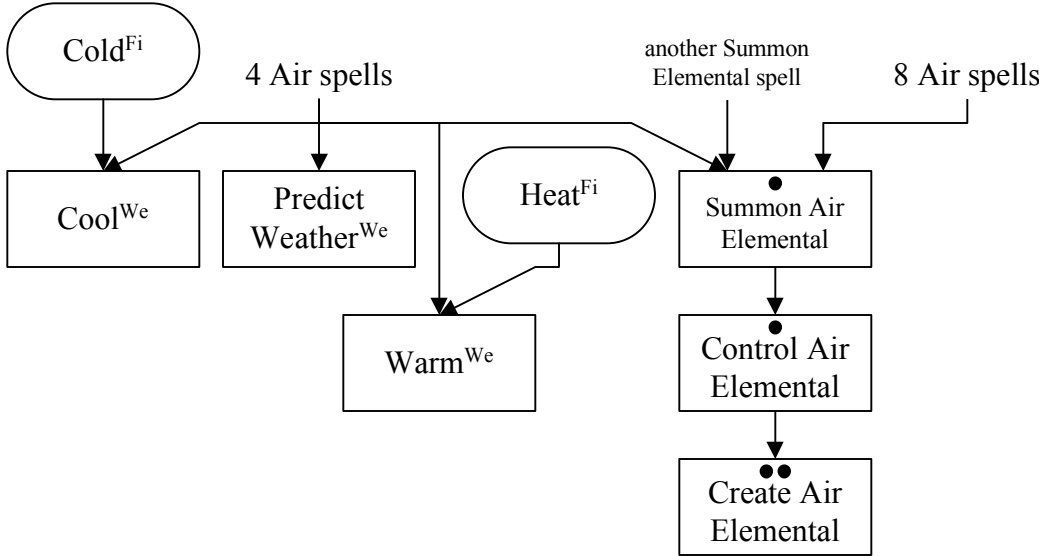 Cold^Fi
4 Air spells
another Summon
Elemental spell
8 Air spells
Cool^We
Predict
Weather^We
Heat^Fi
Summon Air
Elemental
Warm^We
Control Air
Elemental
Create Air
Elemental